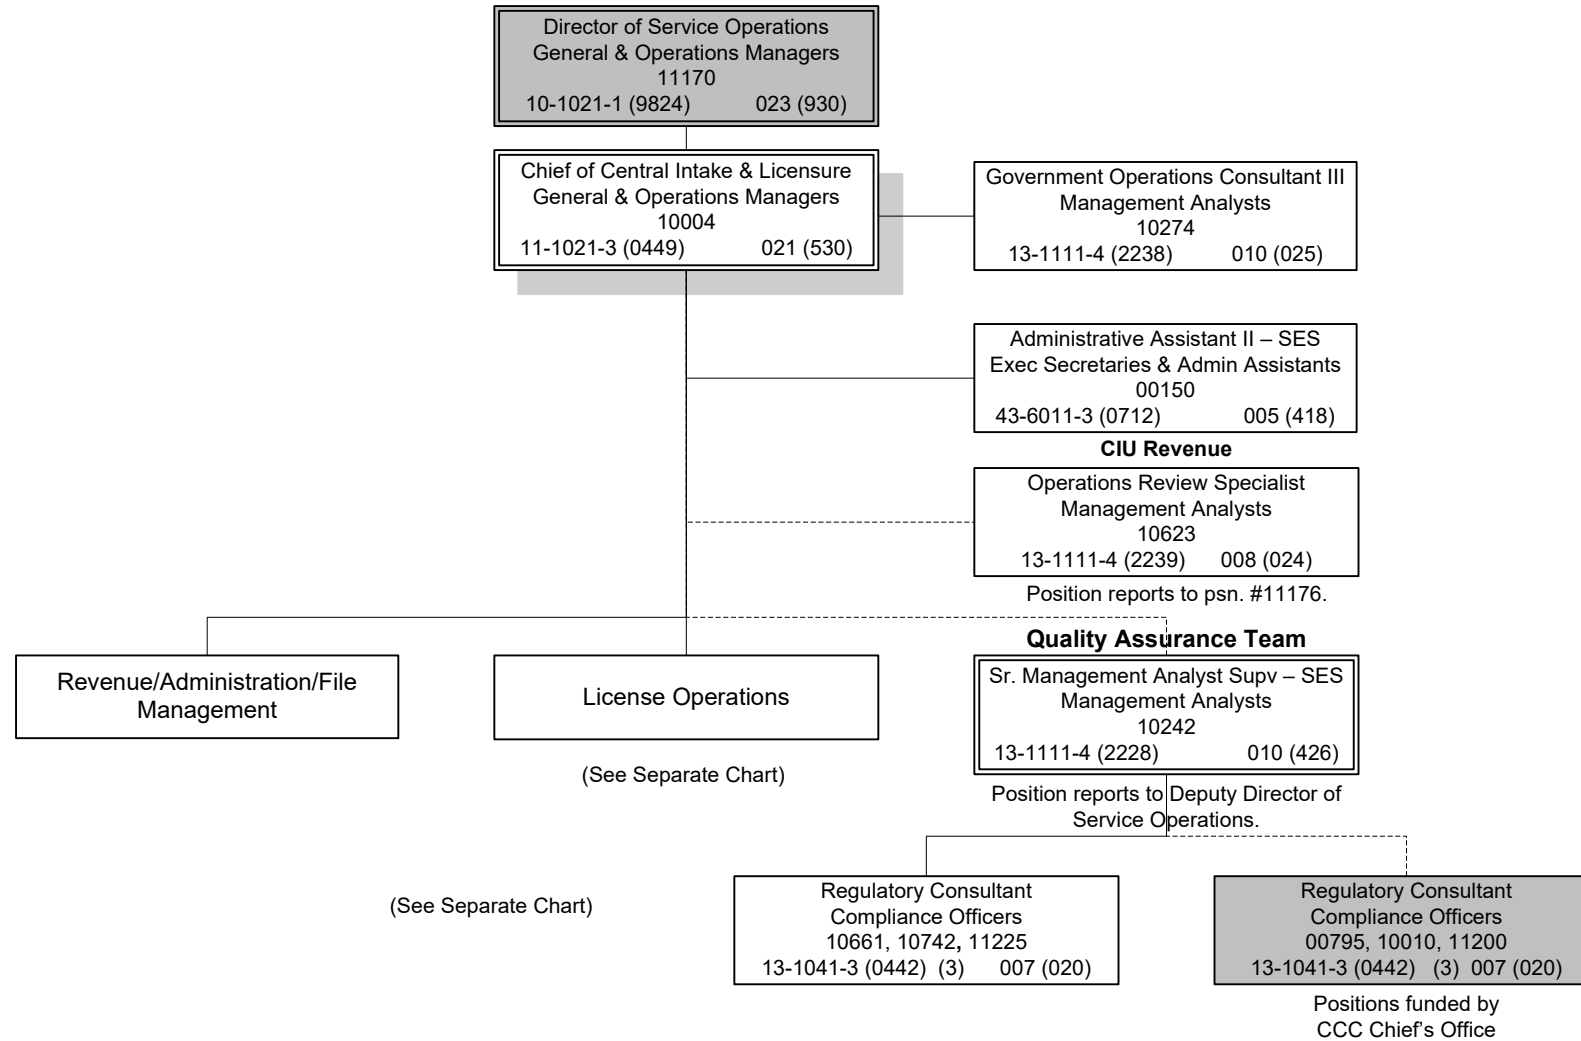 Director of Service Operations
General & Operations Managers
11170
10-1021-1 (9824) 023 (930)
Chief of Central Intake & Licensure
General & Operations Managers
10004
11-1021-3 (0449) 021 (530)
Government Operations Consultant III
Management Analysts
10274
13-1111-4 (2238) 010 (025)
Administrative Assistant II – SES
Exec Secretaries & Admin Assistants
00150
43-6011-3 (0712) 005 (418)
CIU Revenue
Operations Review Specialist
Management Analysts
10623
13-1111-4 (2239) 008 (024)
Position reports to psn. #11176.
Revenue/Administration/File
Management
License Operations
(See Separate Chart)
Quality Assurance Team
Sr. Management Analyst Supv – SES
Management Analysts
10242
13-1111-4 (2228) 010 (426)
Position reports to Deputy Director of
Service Operations.
(See Separate Chart)
Regulatory Consultant
Compliance Officers
10661, 10742, 11225
13-1041-3 (0442) (3) 007 (020)
Regulatory Consultant
Compliance Officers
00795, 10010, 11200
13-1041-3 (0442) (3) 007 (020)
Positions funded by
CCC Chief's Office